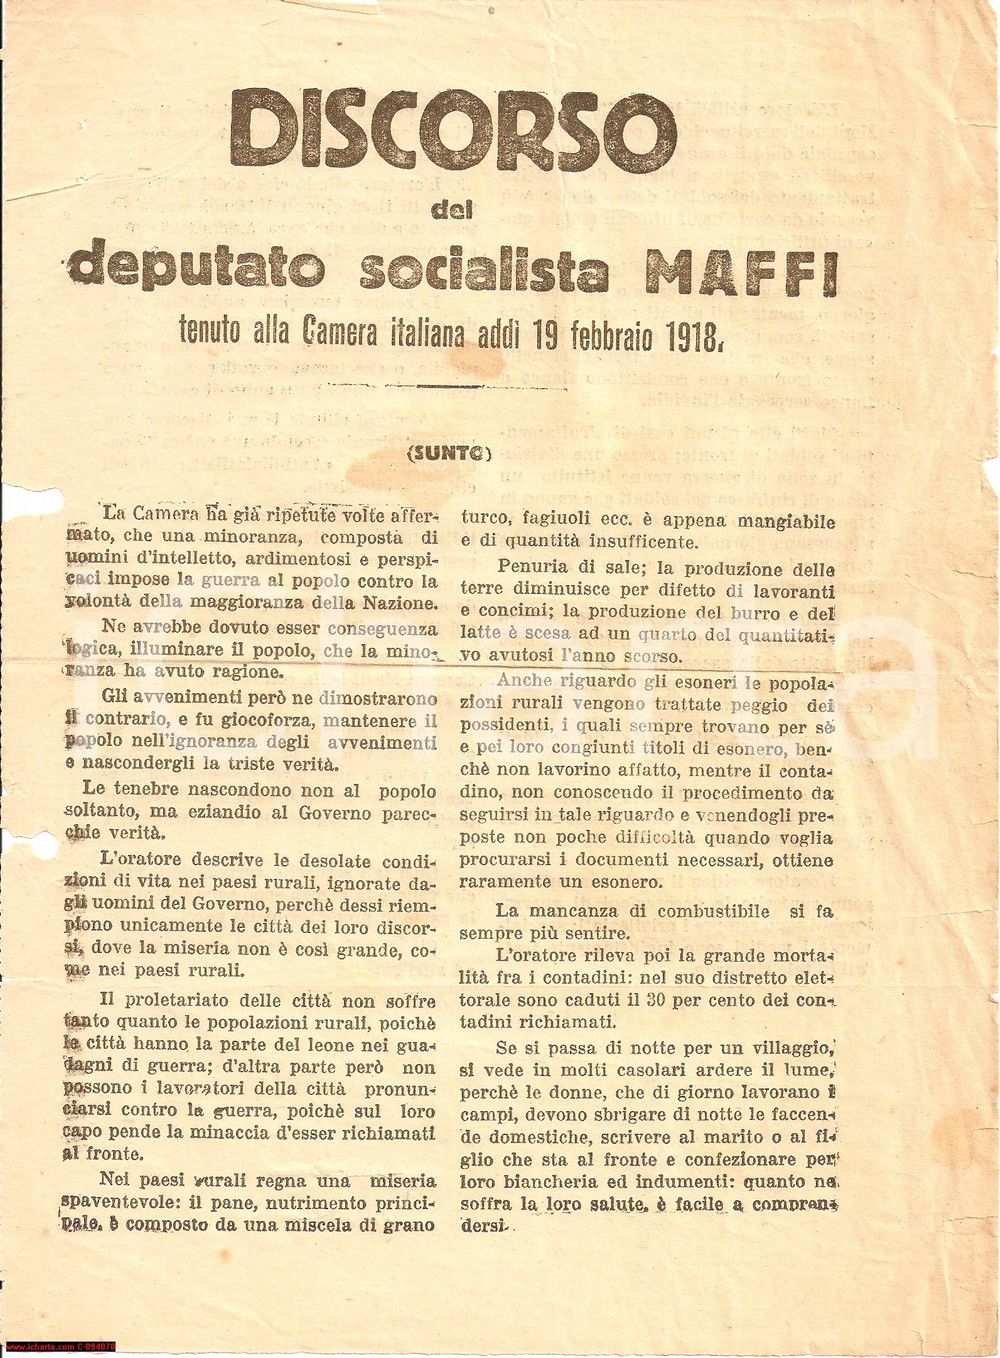 DISCORSO
del
deputato socialista MAFFI
tenuto alla Camera italiana addì 19 febbraio 1918.
(SUNTO)
La Camera ha già ripetute volte affer-
mato, che una minoranza, composta di
uomini d'intelletto, ardimentosi e perspi-
caci impose la guerra al popolo contro la
volontà della maggioranza della Nazione.
Ne avrebbe dovuto esser conseguenza
logica, illuminare il popolo, che la mino-
ranza ha avuto ragione.
Gli avvenimenti però ne dimostrarono
il contrario, e fu giocoforza, mantenere il
popolo nell'ignoranza degli avvenimenti
e nascondergli la triste verità.
Le tenebre nascondono non al popolo
soltanto, ma eziandio al Governo parec-
chie verità.
L'oratore descrive le desolate condi-
zioni di vita nei paesi rurali, ignorate da-
gli uomini del Governo, perchè dessi riem-
piono unicamente le città dei loro discor-
si, dove la miseria non è così grande, co-
me nei paesi rurali.
Il proletariato delle città non soffre
tanto quanto le popolazioni rurali, poichè
le città hanno la parte del leone nei gua-
dagni di guerra; d'altra parte però non
possono i lavoratori della città pronun-
ciarsi contro la guerra, poichè sul loro
capo pende la minaccia d'esser richiamati
al fronte.
Nei paesi rurali regna una miseria
spaventevole: il pane, nutrimento princi-
pale, è composto da una miscela di grano
turco, fagiuoli ecc. è appena mangiabile
e di quantità insufficente.
Penuria di sale; la produzione delle
terre diminuisce per difetto di lavoranti
e concimi; la produzione del burro e del
latte è scesa ad un quarto del quantitati-
vo avutosi l'anno scorso.
Anche riguardo gli esoneri le popola-
zioni rurali vengono trattate peggio dei
possidenti, i quali sempre trovano per sè
e pei loro congiunti titoli di esonero, ben-
chè non lavorino affatto, mentre il conta-
dino, non conoscendo il procedimento da
seguirsi in tale riguardo e venendogli pre-
poste non poche difficoltà quando voglia
procurarsi i documenti necessari, ottiene
raramente un esonero.
La mancanza di combustibile si fa
sempre più sentire.
L'oratore rileva poi la grande morta-
lità fra i contadini: nel suo distretto elet-
torale sono caduti il 30 per cento dei con-
tadini richiamati.
Se si passa di notte per un villaggio,
si vede in molti casolari ardere il lume,
perchè le donne, che di giorno lavorano i
campi, devono sbrigare di notte le faccen-
de domestiche, scrivere al marito o al fi-
glio che sta al fronte e confezionare per
loro biancheria ed indumenti: quanto ne
soffra la loro salute, è facile a compren-
dersi.
www.icharta.com C-094070